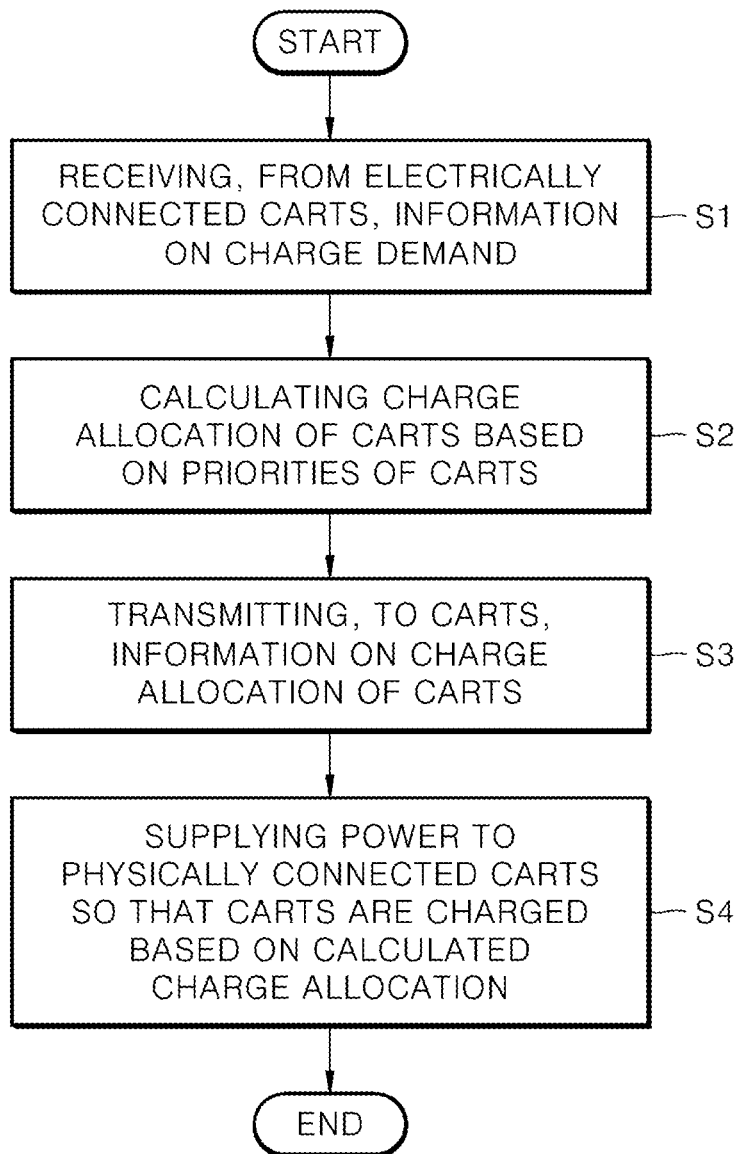 START
RECEIVING, FROM ELECTRICALLY
CONNECTED CARTS, INFORMATION
ON CHARGE DEMAND
S1
CALCULATING CHARGE
ALLOCATION OF CARTS BASED
ON PRIORITIES OF CARTS
S2
TRANSMITTING, TO CARTS,
INFORMATION ON CHARGE
ALLOCATION OF CARTS
S3
SUPPLYING POWER TO
PHYSICALLY CONNECTED CARTS
SO THAT CARTS ARE CHARGED
BASED ON CALCULATED
CHARGE ALLOCATION
S4
END